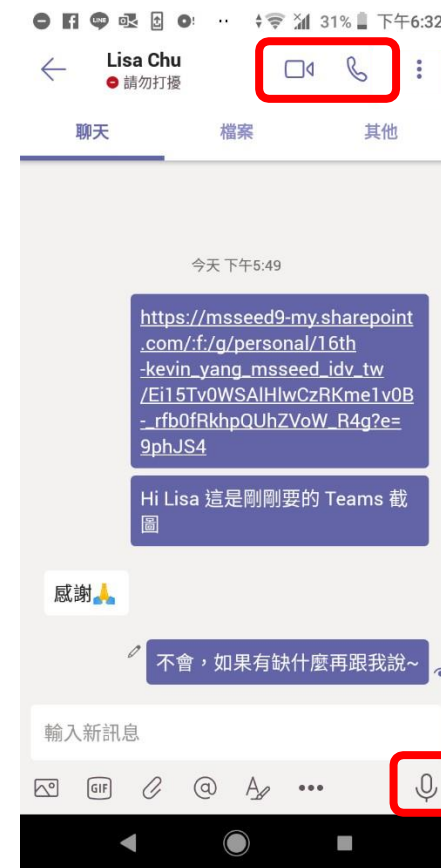 31% 下午6:32
Lisa Chu
請勿打擾
聊天 檔案 其他
今天 下午5:49
https://msseed9-my.sharepoint
.com/:f:/g/personal/16th
-kevin_yang_msseed_idv_tw
/Ei15Tv0WSAlHlwCzRKme1v0B
-_rfb0fRkhpQUhZVoW_R4g?e=
9phJS4
Hi Lisa 這是剛剛要的 Teams 截
圖
感謝🙏
不會，如果有缺什麼再跟我說~
輸入新訊息
GIF